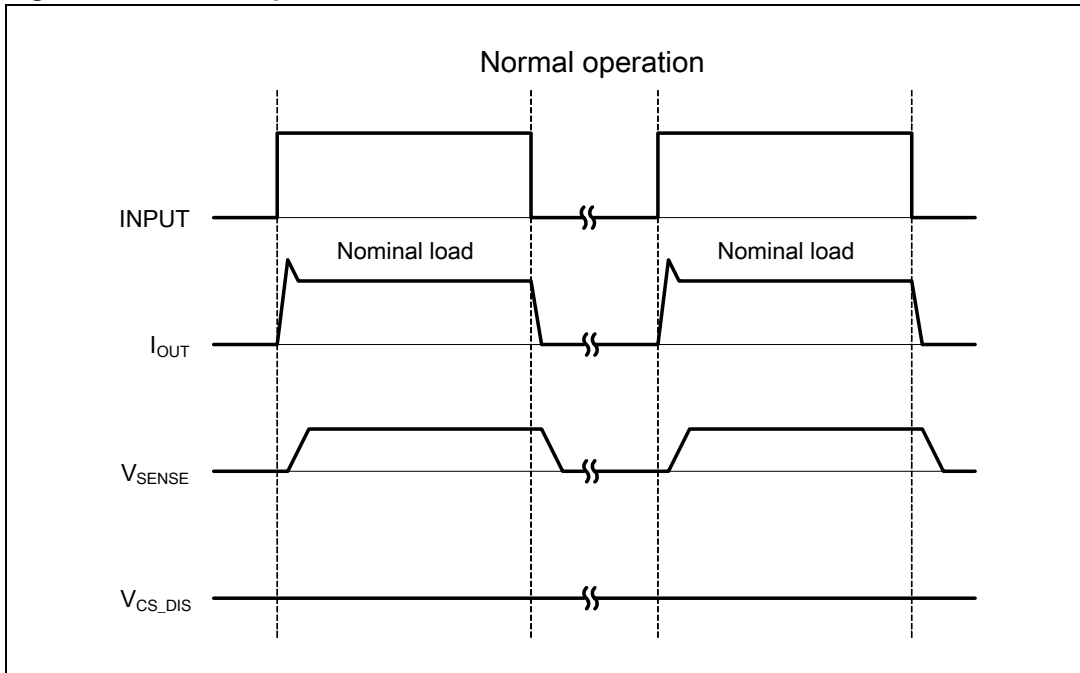 Normal operation
INPUT
Nominal load Nominal load
IOUT
VSENSE
VCS_DIS